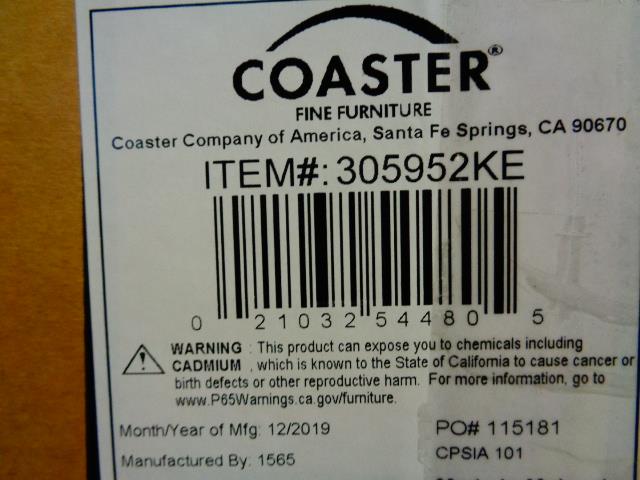 COASTER®
FINE FURNITURE
Coaster Company of America, Santa Fe Springs, CA 90670
ITEM#: 305952KE
0 21032 54480 5
WARNING : This product can expose you to chemicals including
CADMIUM , which is known to the State of California to cause cancer or
birth defects or other reproductive harm. For more information, go to
www.P65Warnings.ca.gov/furniture.
Month/Year of Mfg: 12/2019 PO# 115181
Manufactured By: 1565 CPSIA 101